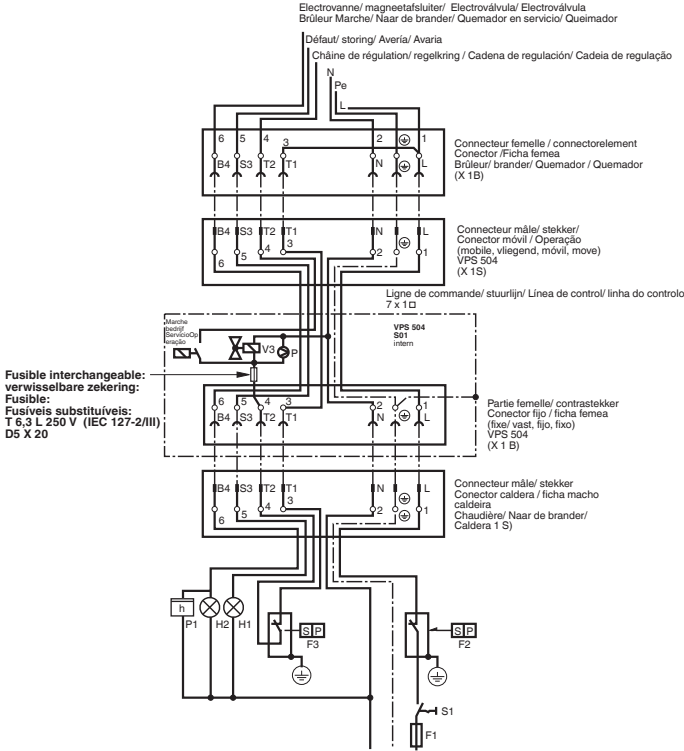 Electrovanne/ magneetafsluiter/ Electroválvula/ Electroválvula
Brûleur Marche/ Naar de brander/ Quemador en servicio/ Queimador
Défaut/ storing/ Avería/ Avaria
Chaîne de régulation/ regelkring / Cadena de regulación/ Cadeia de regulação
N
Pe
L
6 5 4 3 2 1
B4 S3 T2 T1 N L
Connecteur femelle / connectorelement
Conector /Ficha femea
Brûleur/ brander/ Quemador / Quemador
(X 1B)
B4 S3 T2 T1 N L
6 5 4 3 2 1
Connecteur mâle/ stekker/
Conector móvil / Operação
(mobile, vliegend, móvil, move)
VPS 504
(X 1S)
Ligne de commande/ stuurlijn/ Línea de control/ linha do controlo
7 x 1□
Marche
bedrijf
ServicioOp
eração
V3
P
VPS 504
S01
intern
Fusible interchangeable:
verwisselbare zekering:
Fusible:
Fusíveis substituíveis:
T 6,3 L 250 V (IEC 127-2/III)
D5 X 20
6 5 4 3 2 1
B4 S3 T2 T1 N L
Partie femelle/ contrastekker
Conector fijo / ficha femea
(fixe/ vast, fijo, fixo)
VPS 504
(X 1 B)
B4 S3 T2 T1 N L
6 5 4 3 2 1
Connecteur mâle/ stekker
Conector caldera / ficha macho
caldeira
Chaudière/ Naar de brander/
Caldera 1 S)
h
P1
H2
H1
S P
F3
S P
F2
S1
F1